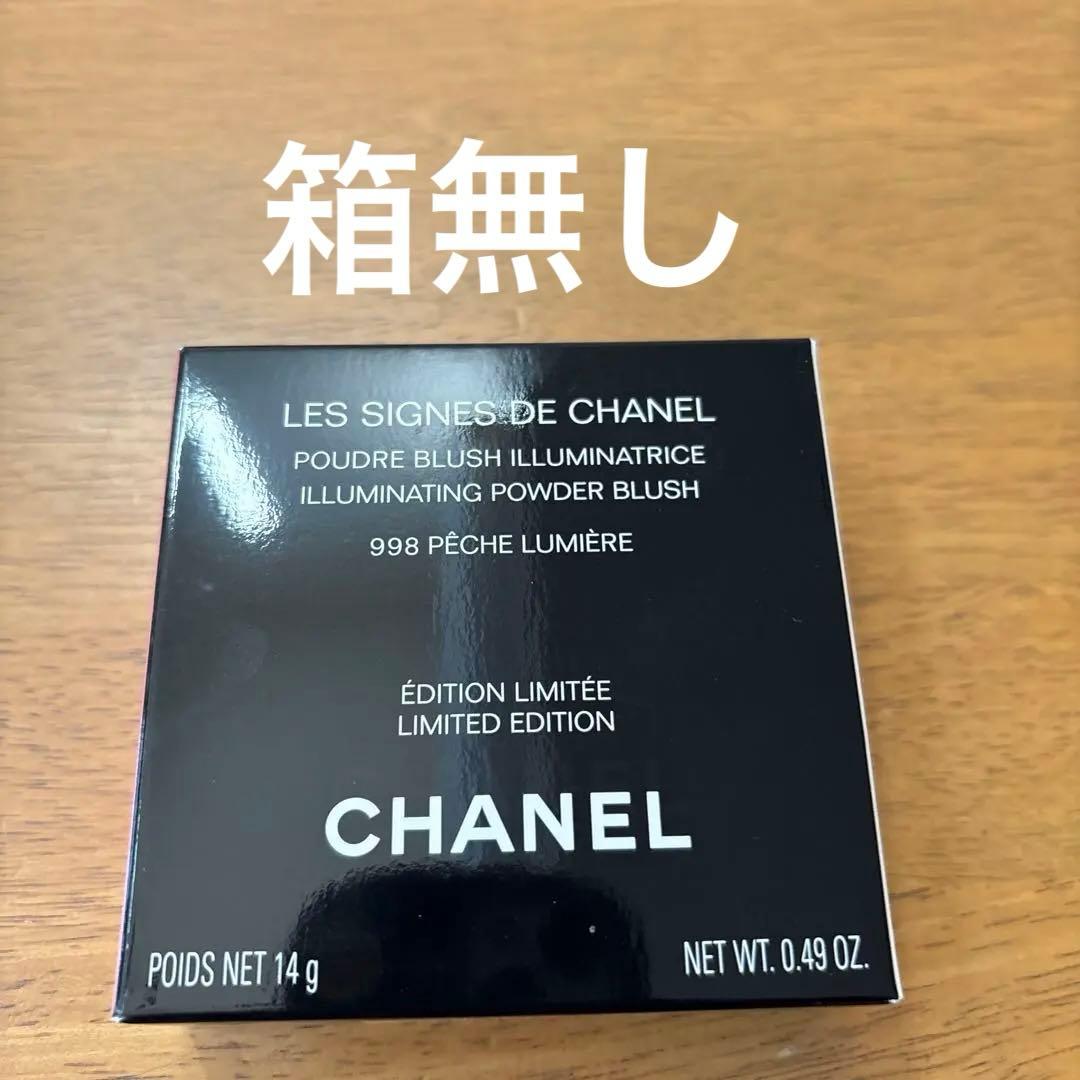 箱無し
LES SIGNES DE CHANEL
POUDRE BLUSH ILLUMINATRICE
ILLUMINATING POWDER BLUSH
998 PÊCHE LUMIÈRE
ÉDITION LIMITÉE
LIMITED EDITION
CHANEL
POIDS NET 14 g
NET WT. 0.49 OZ.